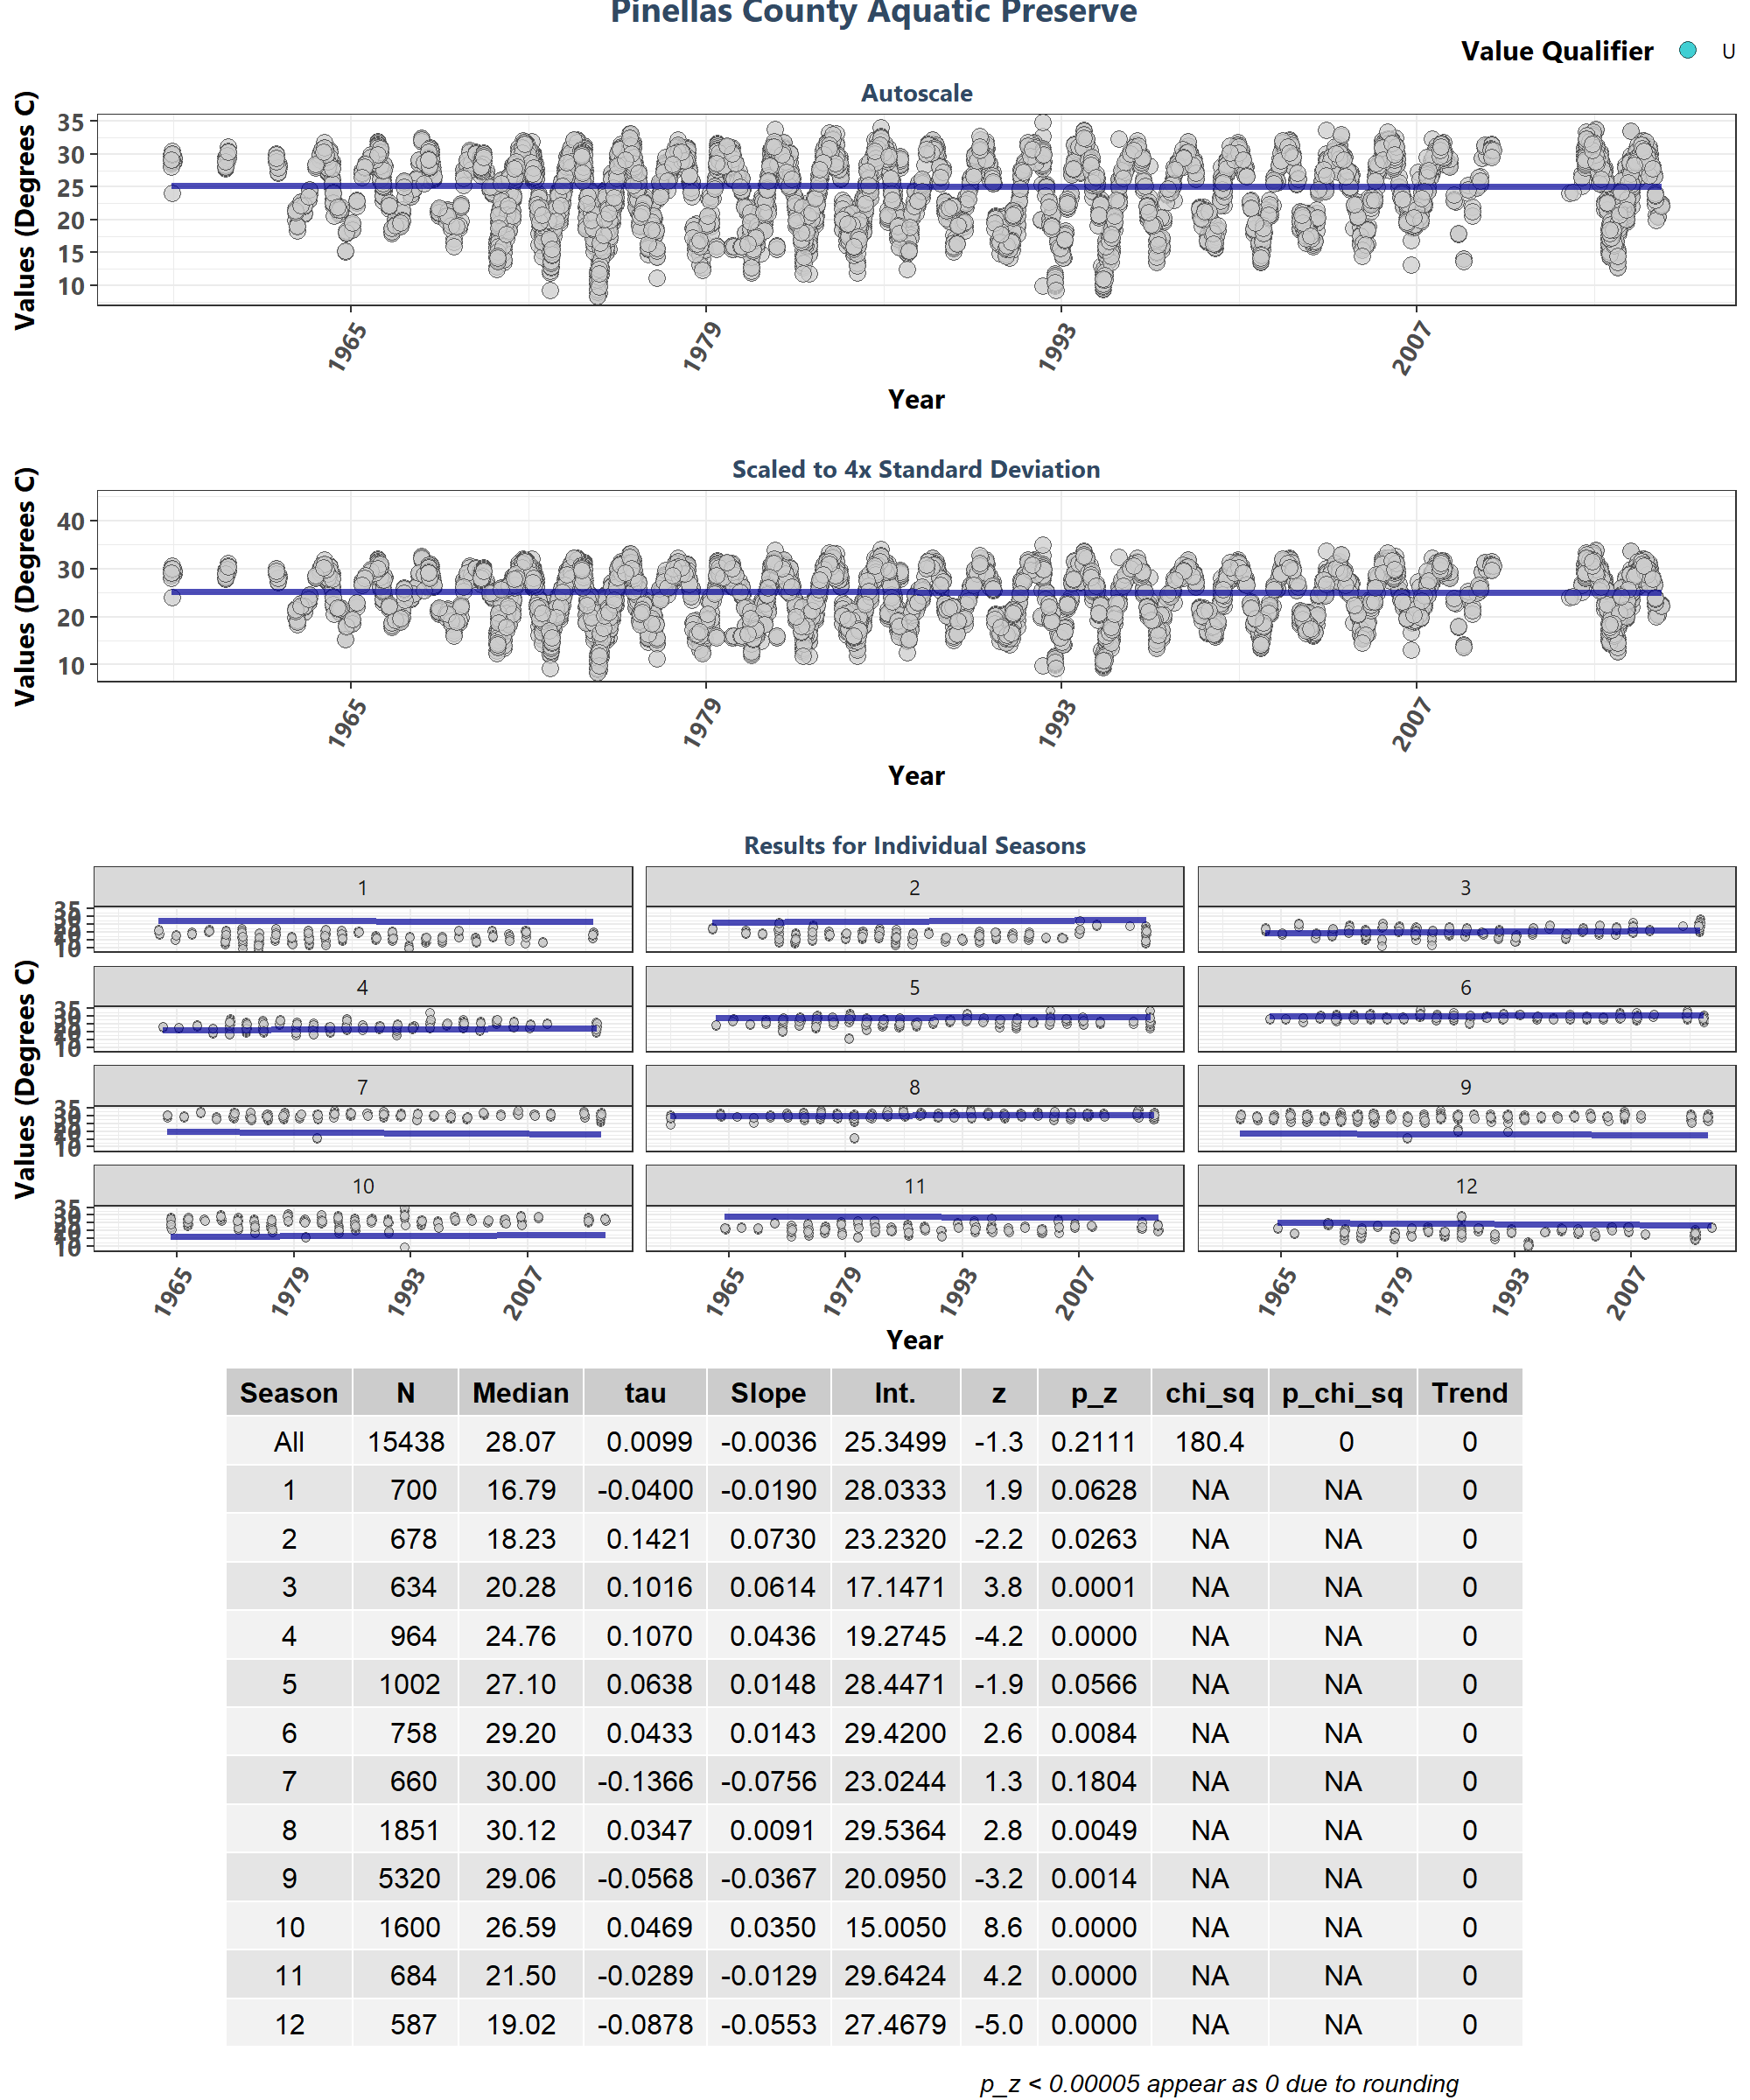 Pinellas County Aquatic Preserve
Value Qualifier U
Autoscale
Values (Degrees C)
35
30
25
20
15
10
1965 1979 1993 2007
Year
Scaled to 4x Standard Deviation
Values (Degrees C)
40
30
20
10
1965 1979 1993 2007
Year
Results for Individual Seasons
Values (Degrees C)
1 2 3
35
10
4 5 6
35
10
7 8 9
35
10
10 11 12
35
10
1965 1979 1993 2007 1965 1979 1993 2007 1965 1979 1993 2007
Year
Season N Median tau Slope Int. z p_z chi_sq p_chi_sq Trend
All 15438 28.07 0.0099 -0.0036 25.3499 -1.3 0.2111 180.4 0 0
1 700 16.79 -0.0400 -0.0190 28.0333 1.9 0.0628 NA NA 0
2 678 18.23 0.1421 0.0730 23.2320 -2.2 0.0263 NA NA 0
3 634 20.28 0.1016 0.0614 17.1471 3.8 0.0001 NA NA 0
4 964 24.76 0.1070 0.0436 19.2745 -4.2 0.0000 NA NA 0
5 1002 27.10 0.0638 0.0148 28.4471 -1.9 0.0566 NA NA 0
6 758 29.20 0.0433 0.0143 29.4200 2.6 0.0084 NA NA 0
7 660 30.00 -0.1366 -0.0756 23.0244 1.3 0.1804 NA NA 0
8 1851 30.12 0.0347 0.0091 29.5364 2.8 0.0049 NA NA 0
9 5320 29.06 -0.0568 -0.0367 20.0950 -3.2 0.0014 NA NA 0
10 1600 26.59 0.0469 0.0350 15.0050 8.6 0.0000 NA NA 0
11 684 21.50 -0.0289 -0.0129 29.6424 4.2 0.0000 NA NA 0
12 587 19.02 -0.0878 -0.0553 27.4679 -5.0 0.0000 NA NA 0
p_z < 0.00005 appear as 0 due to rounding